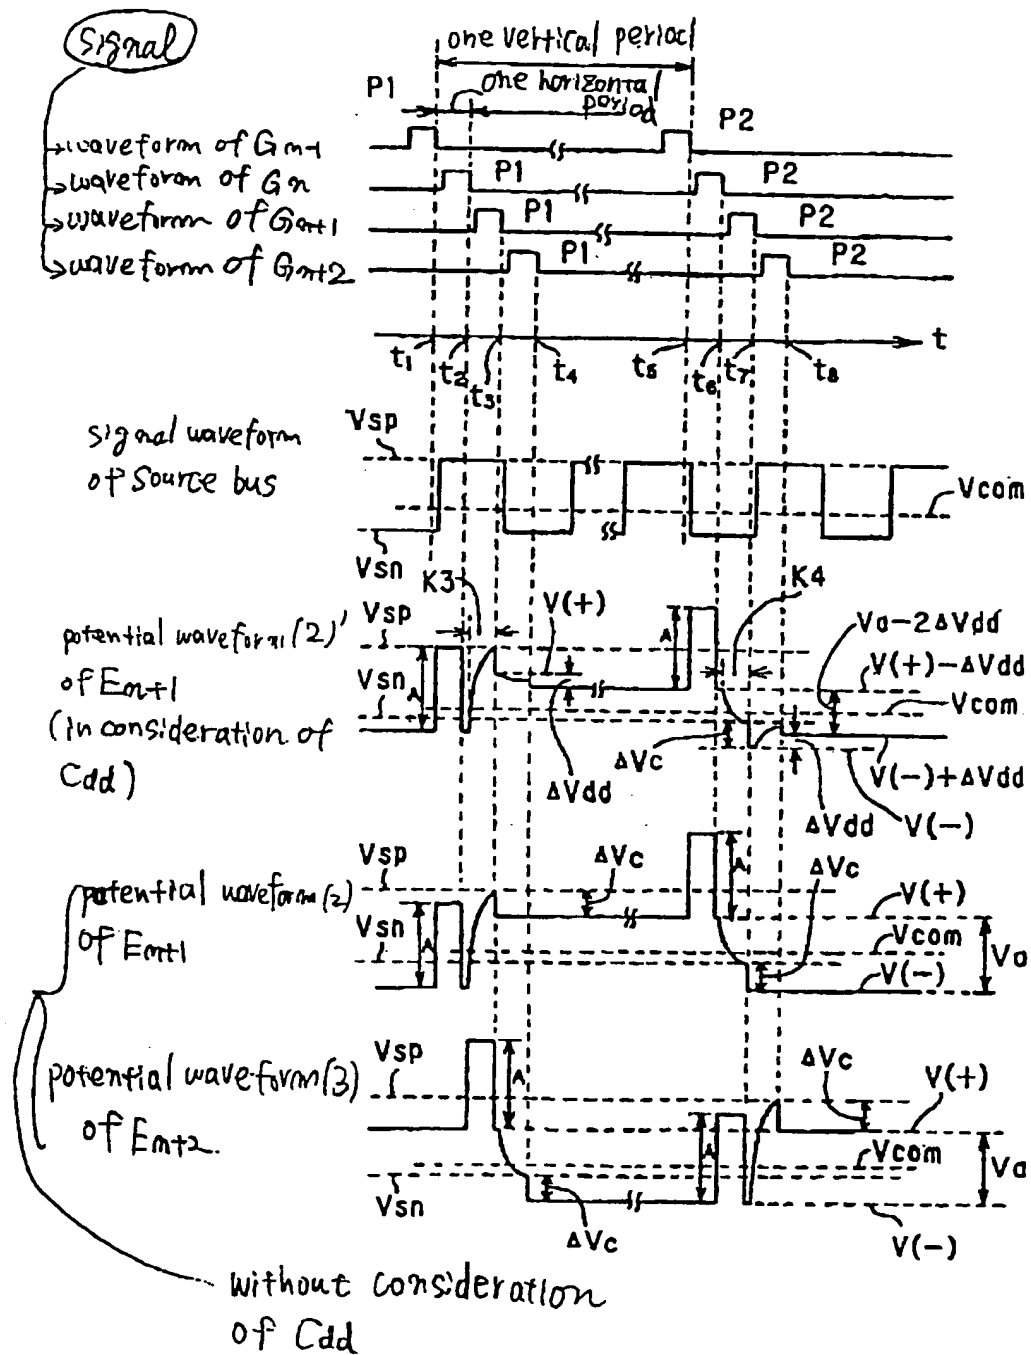 signal
one vertical period
P1
one horizontal
period
P2
waveform of Gn-1
waveform of Gn
P1
P2
waveform of Gn+1
P1
P2
waveform of Gn+2
P1
P2
t
t1 t2 t3 t4 t5 t6 t7 t8
signal waveform
of source bus
Vsp
Vcom
Vsn
K3
K4
Vsp
V(+)
Va-2ΔVdd
potential waveform(2)'
of Em+1
(in consideration of
Cdd)
A
A
V(+)-ΔVdd
Vsn
Vcom
ΔVc
ΔVdd
V(-)+ΔVdd
ΔVdd
V(-)
Vsp
ΔVc
A
ΔVc
potential waveform(2)
of Em+1
V(+)
Vsn
A
Vcom
Va
V(-)
Vsp
A
ΔVc
V(+)
potential waveform(3)
of Em+2.
A
Vcom
Va
Vsn
ΔVc
V(-)
without consideration
of Cdd